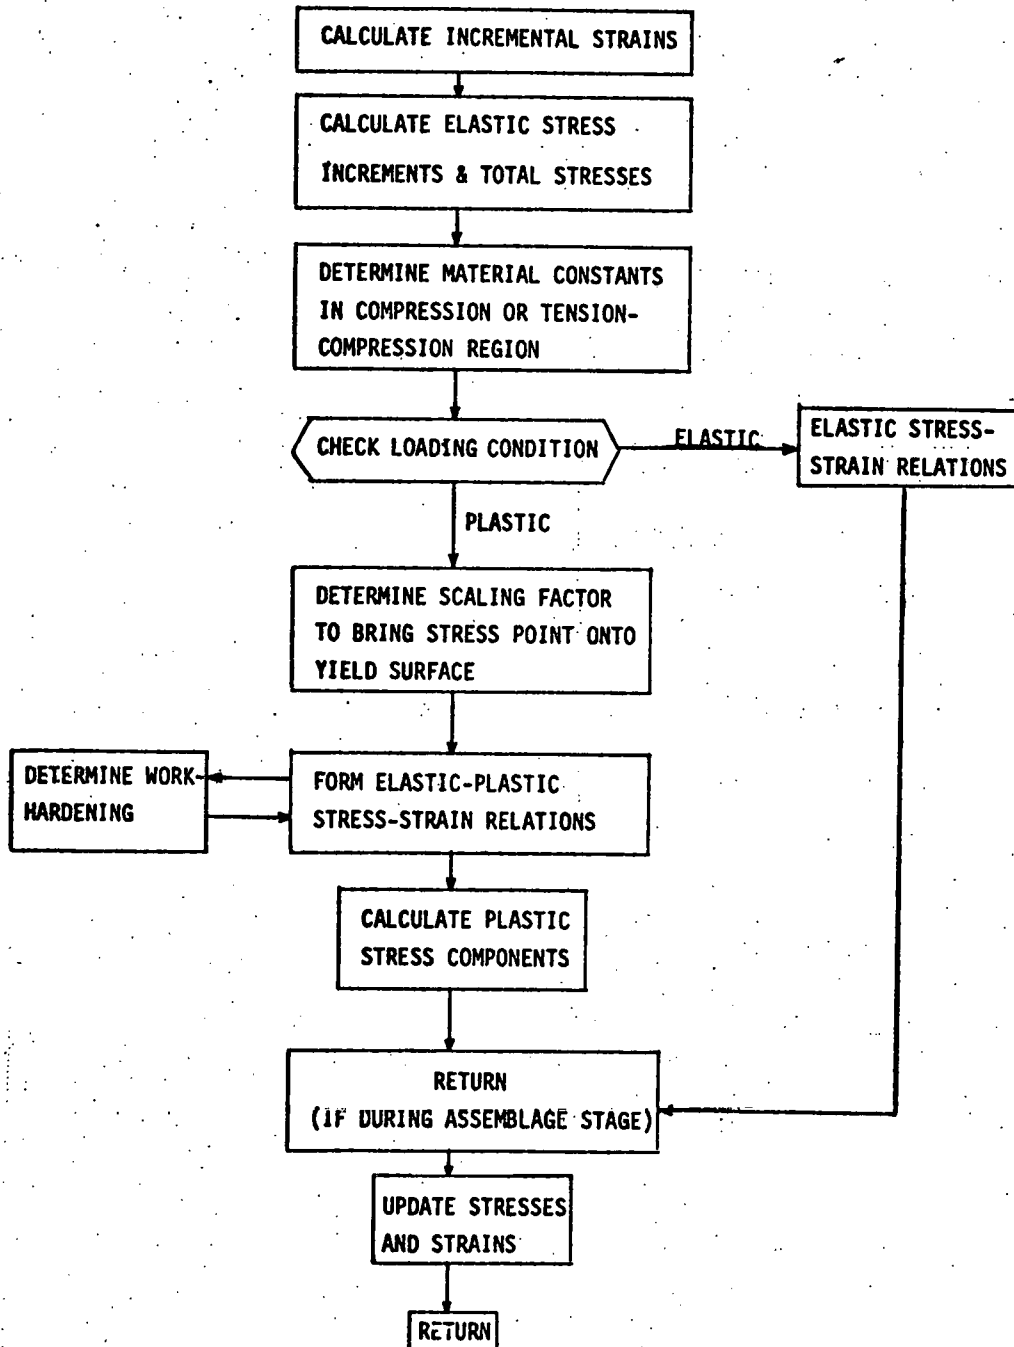 CALCULATE INCREMENTAL STRAINS
CALCULATE ELASTIC STRESS
INCREMENTS & TOTAL STRESSES
DETERMINE MATERIAL CONSTANTS
IN COMPRESSION OR TENSION-
COMPRESSION REGION
CHECK LOADING CONDITION
ELASTIC
ELASTIC STRESS-
STRAIN RELATIONS
PLASTIC
DETERMINE SCALING FACTOR
TO BRING STRESS POINT ONTO
YIELD SURFACE
DETERMINE WORK-
HARDENING
FORM ELASTIC-PLASTIC
STRESS-STRAIN RELATIONS
CALCULATE PLASTIC
STRESS COMPONENTS
RETURN
(IF DURING ASSEMBLAGE STAGE)
UPDATE STRESSES
AND STRAINS
RETURN